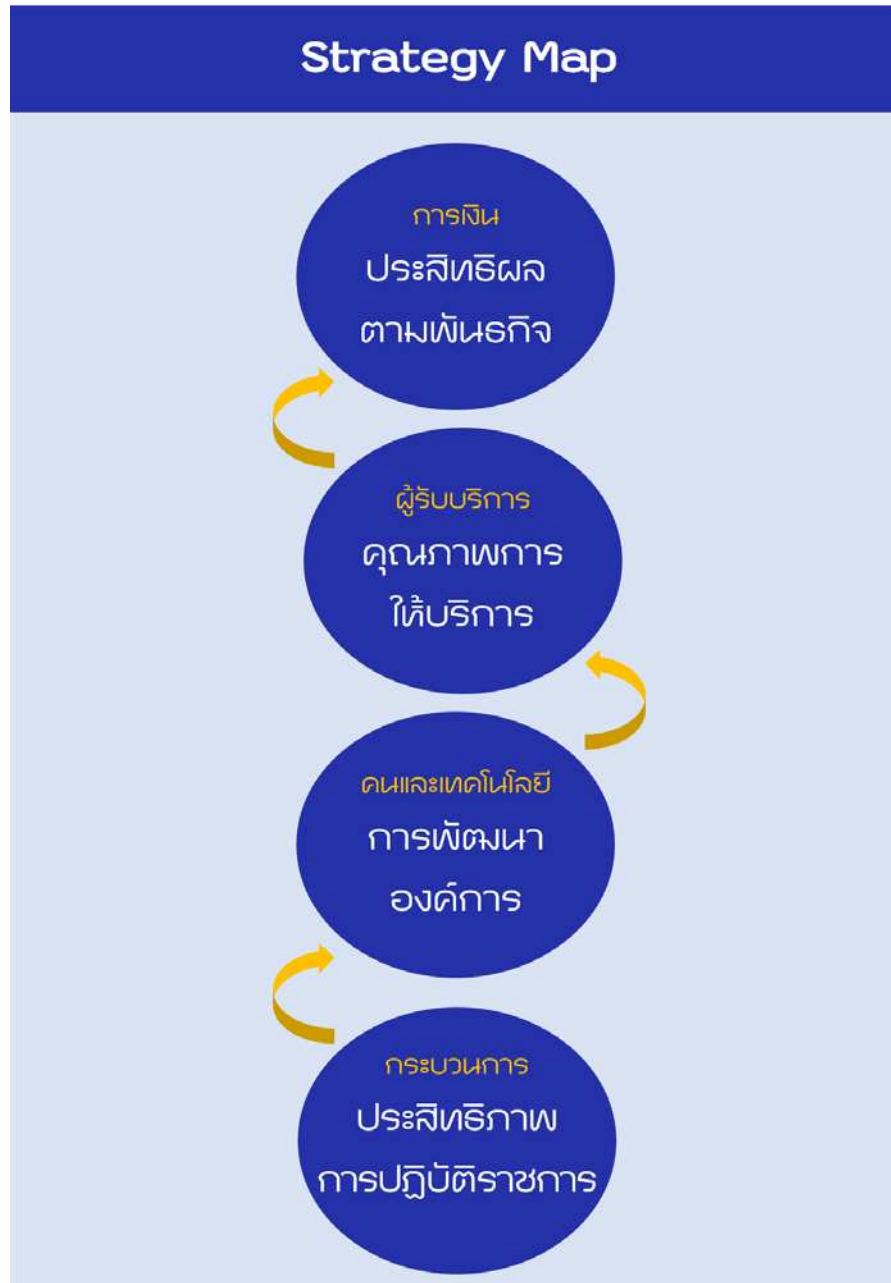 Strategy Map
การเงิน
ประสิทธิผล
ตามพันธกิจ
ผู้รับบริการ
คุณภาพการ
ให้บริการ
คนและเทคโนโลยี
การพัฒนา
องค์การ
กระบวนการ
ประสิทธิภาพ
การปฏิบัติราชการ